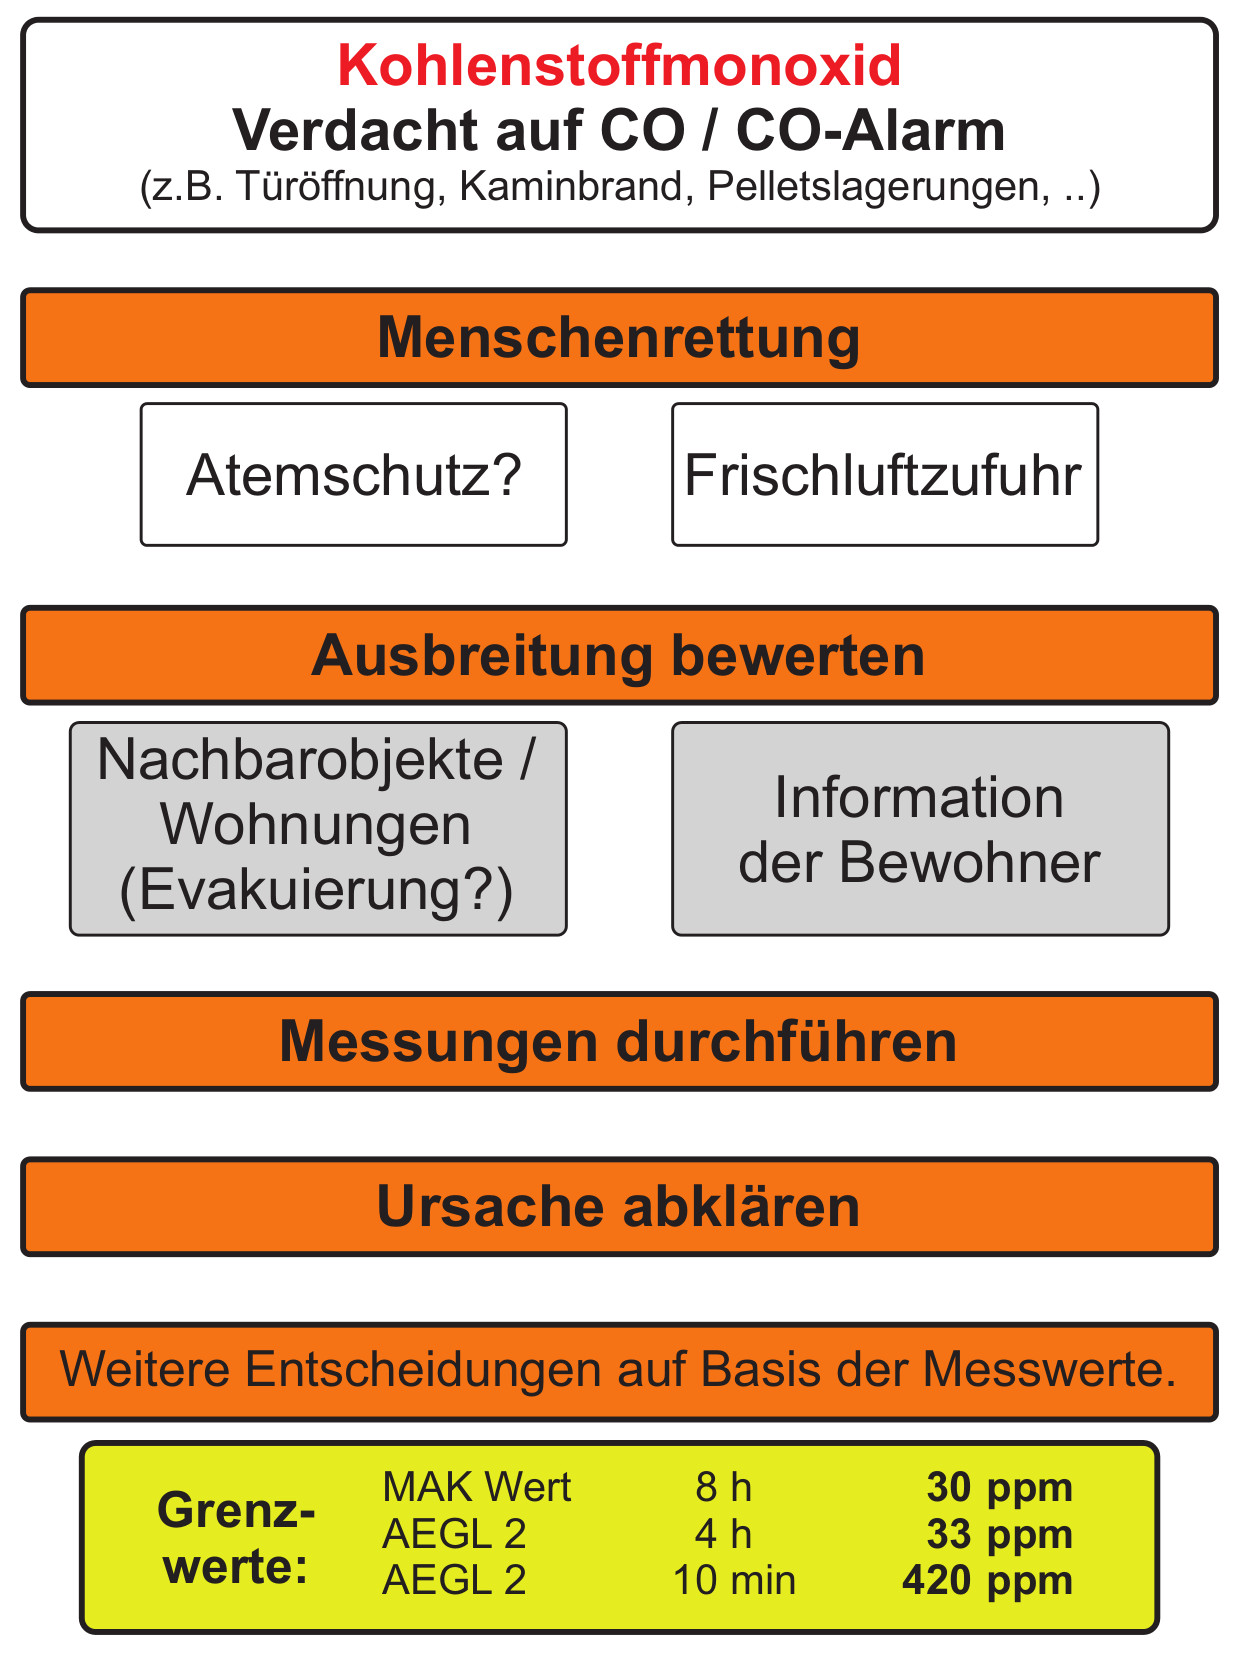 Kohlenstoffmonoxid
Verdacht auf CO / CO-Alarm
(z.B. Türöffnung, Kaminbrand, Pelletslagerungen, ..)
Menschenrettung
Atemschutz?
Frischluftzufuhr
Ausbreitung bewerten
Nachbarobjekte /
Wohnungen
(Evakuierung?)
Information
der Bewohner
Messungen durchführen
Ursache abklären
Weitere Entscheidungen auf Basis der Messwerte.
Grenz-
werte:
MAK Wert 8 h 30 ppm
AEGL 2 4 h 33 ppm
AEGL 2 10 min 420 ppm